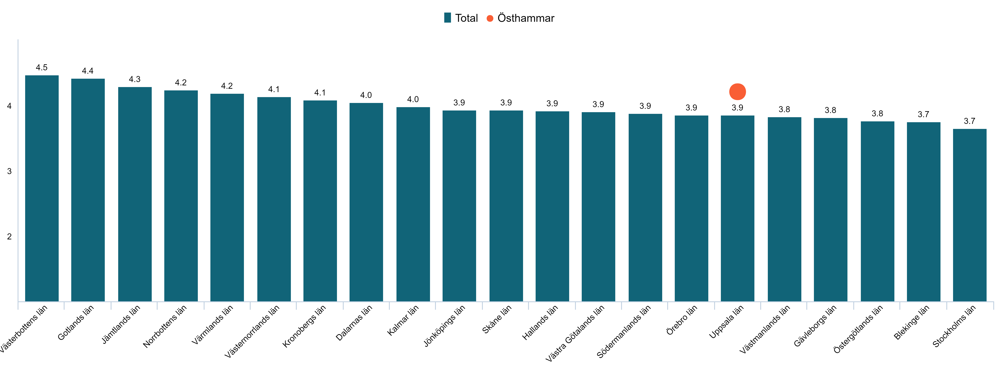 Total Östhammar
4.5 4.4 4.3 4.2 4.2 4.1 4.1 4.0 4.0 3.9 3.9 3.9 3.9 3.9 3.9 3.9 3.8 3.8 3.8 3.7 3.7
4
3
2
Västerbottens län
Gotlands län
Jämtlands län
Norrbottens län
Värmlands län
Västernorrlands län
Kronobergs län
Dalarnas län
Kalmar län
Jönköpings län
Skåne län
Hallands län
Västra Götalands län
Södermanlands län
Örebro län
Uppsala län
Västmanlands län
Gävleborgs län
Östergötlands län
Blekinge län
Stockholms län